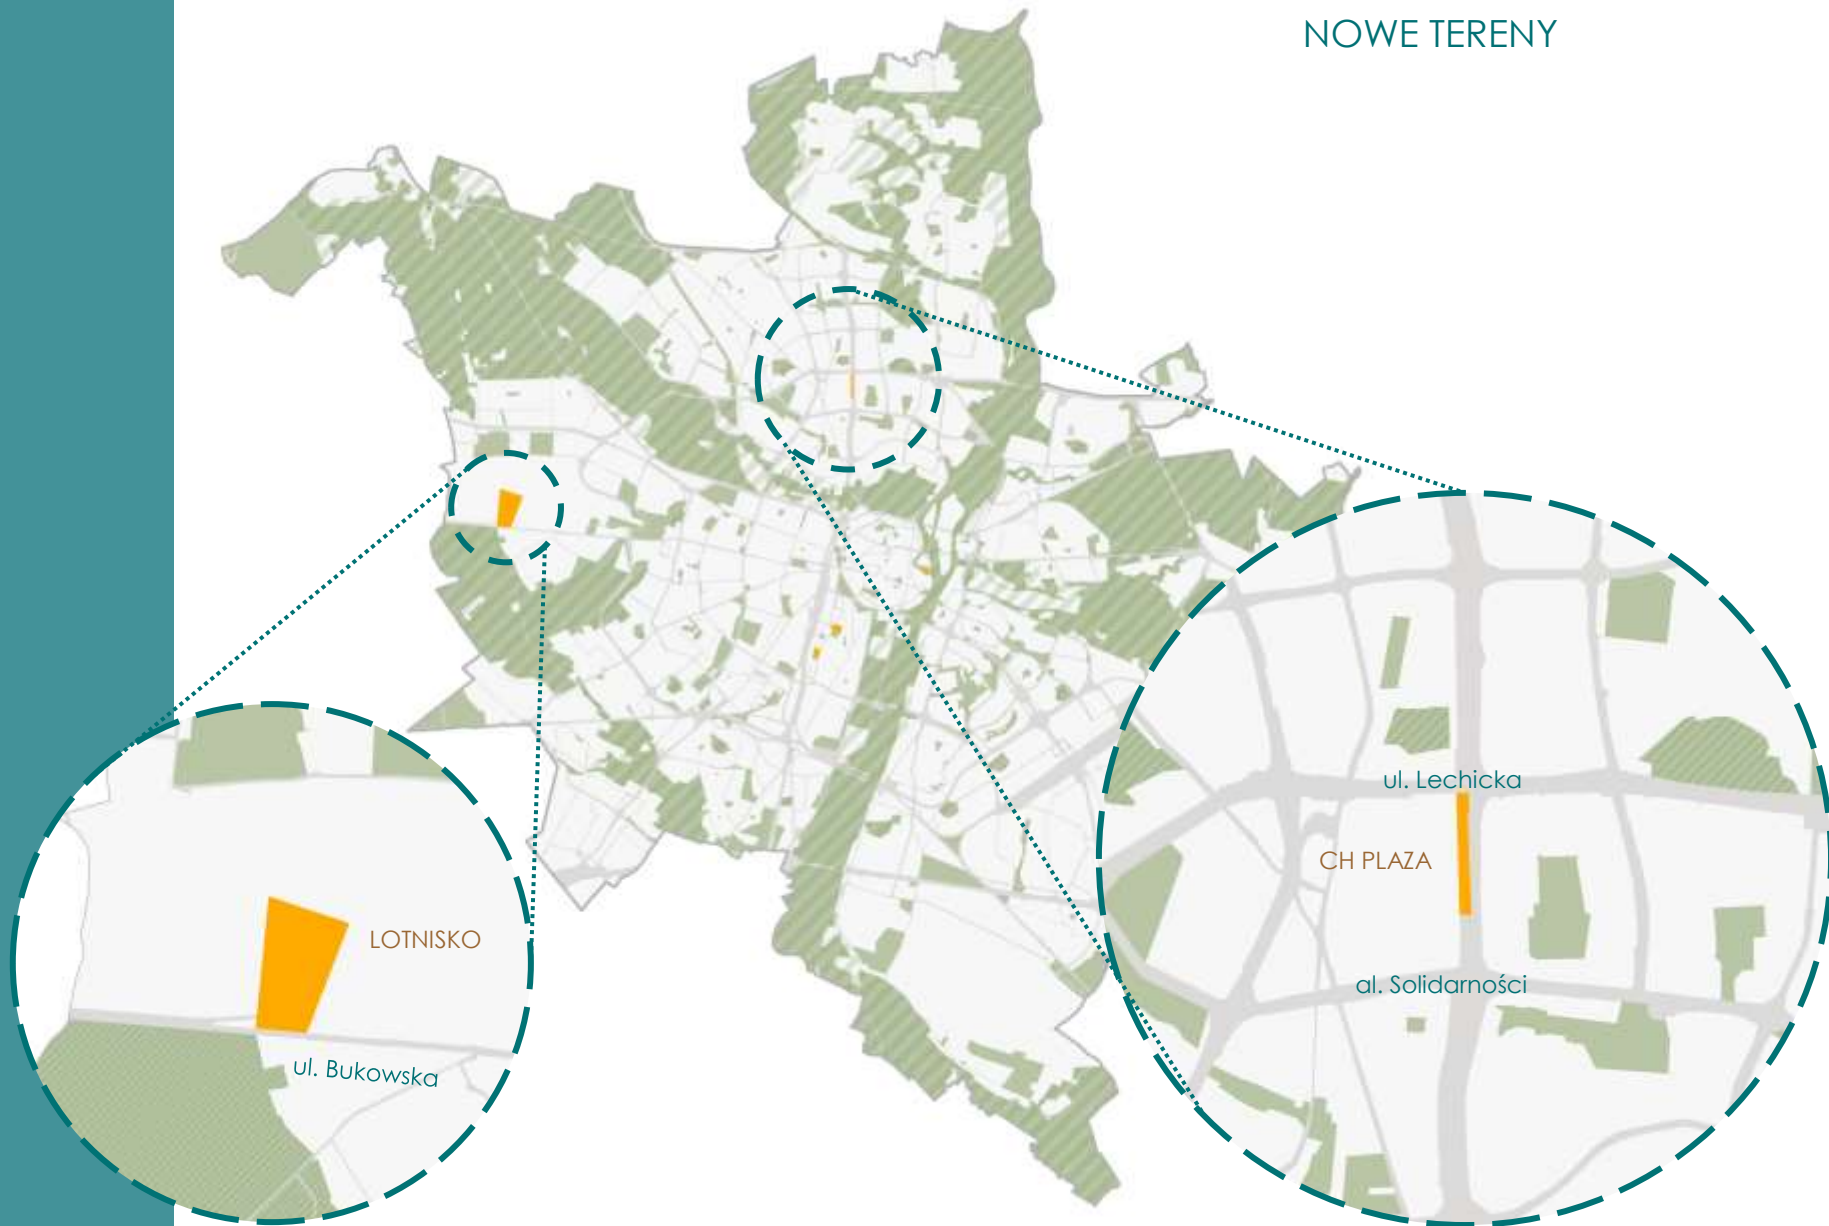 NOWE TERENY
ul. Lechicka
CH PLAZA
LOTNISKO
al. Solidarności
ul. Bukowska